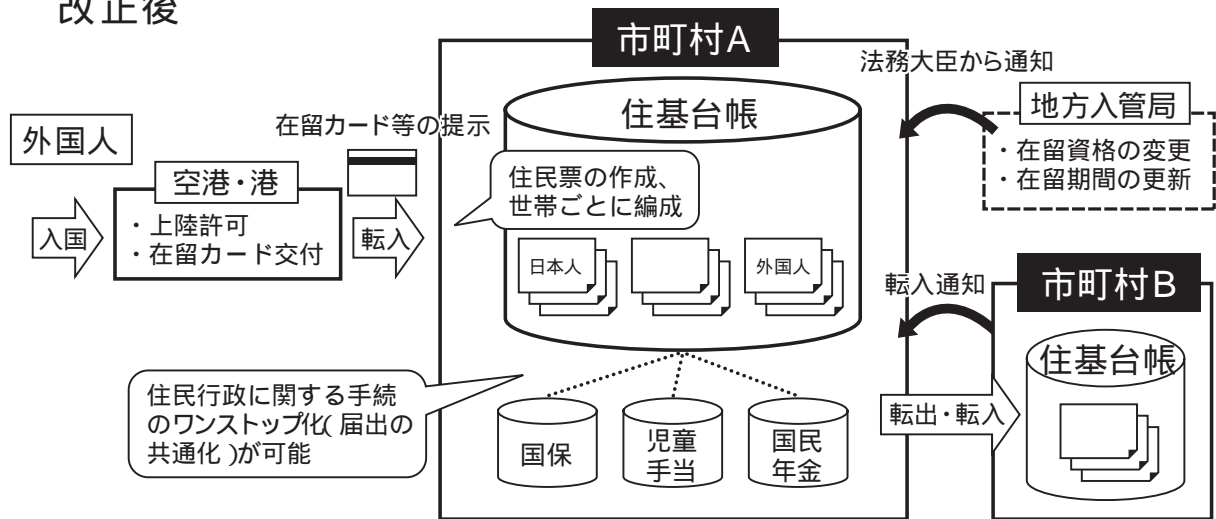 改正後
市町村A
法務大臣から通知
地方入管局
・在留資格の変更
・在留期間の更新
外国人
在留カード等の提示
住基台帳
空港・港
・上陸許可
・在留カード交付
入国
転入
住民票の作成、
世帯ごとに編成
日本人
外国人
転入通知
市町村B
住基台帳
転出・転入
住民行政に関する手続
のワンストップ化(届出の
共通化)が可能
国保
児童
手当
国民
年金